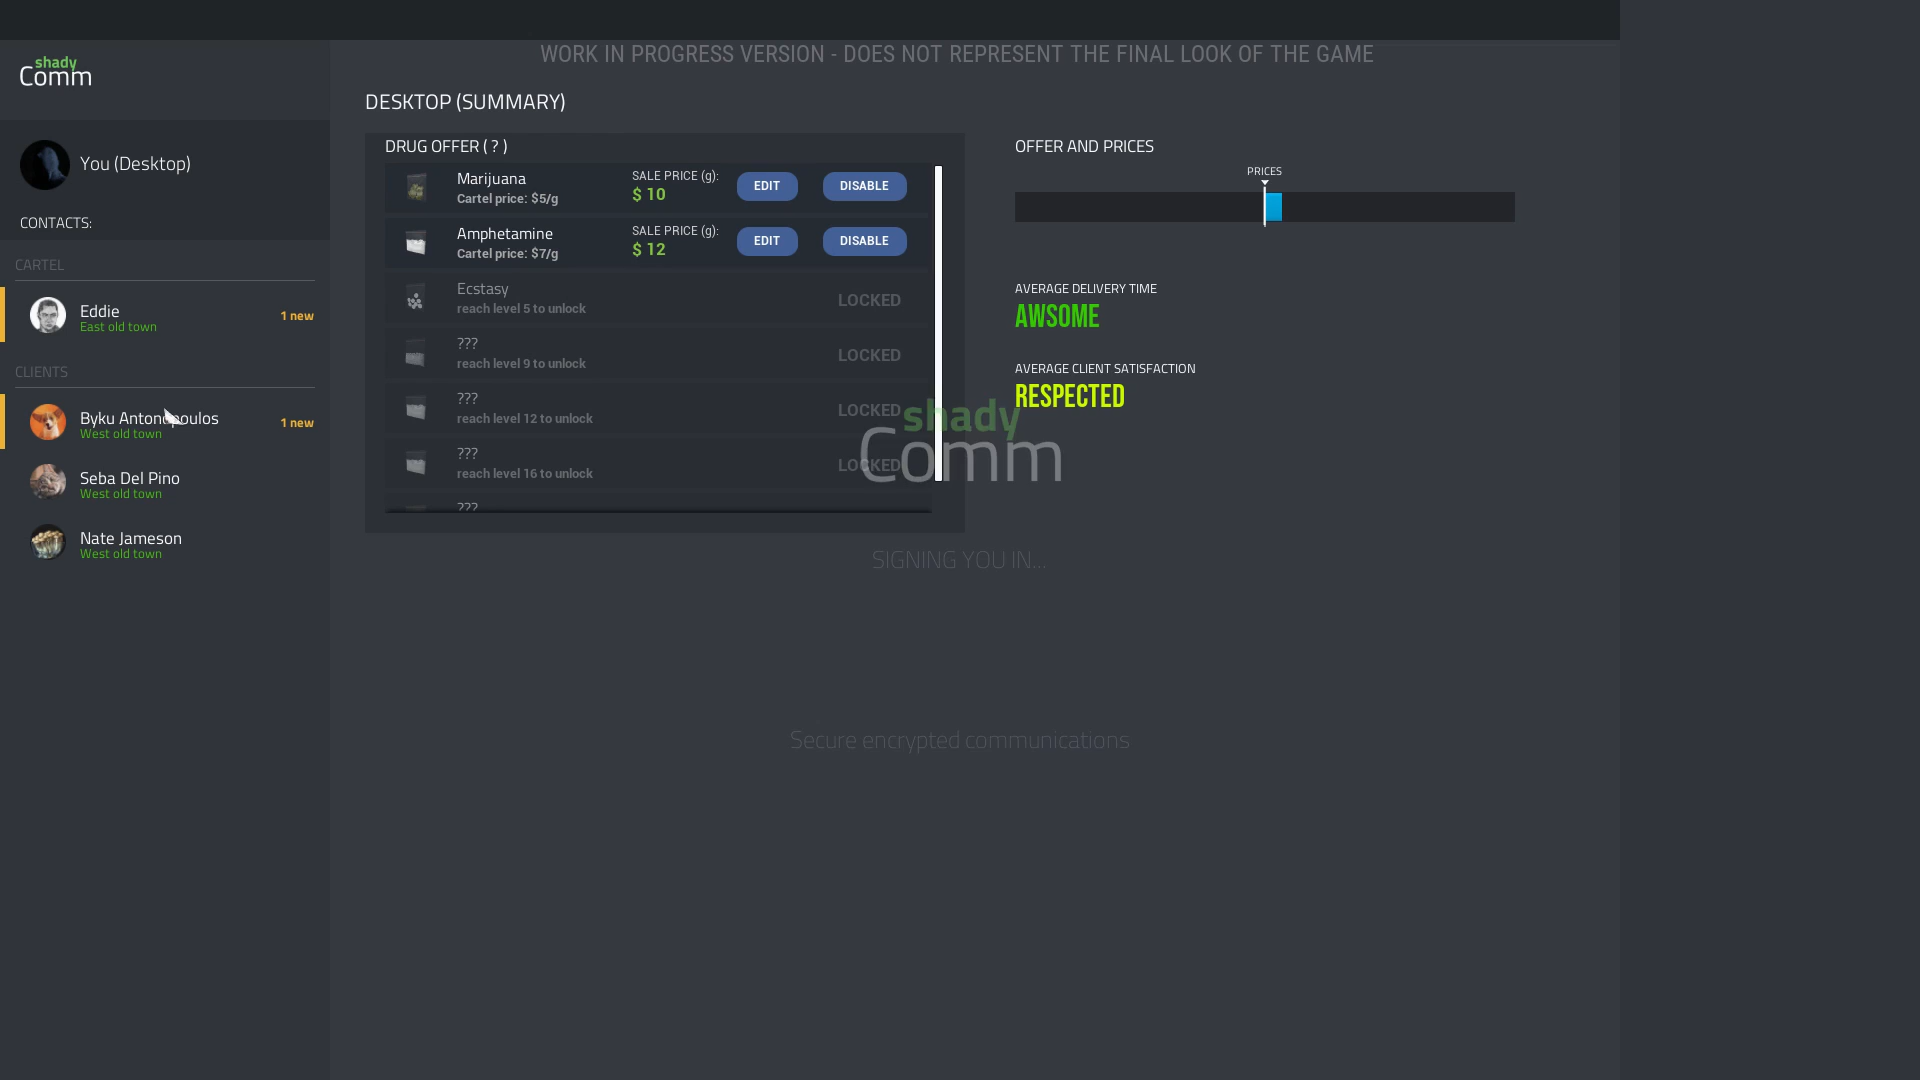 WORK IN PROGRESS VERSION - DOES NOT REPRESENT THE FINAL LOOK OF THE GAME
shady
Comm
You (Desktop)
CONTACTS:
CARTEL
Eddie
East old town
1 new
CLIENTS
Byku Antonopoulos
West old town
1 new
Seba Del Pino
West old town
Nate Jameson
West old town
DESKTOP (SUMMARY)
DRUG OFFER ( ? )
Marijuana
Cartel price: $5/g
SALE PRICE (g):
$ 10
EDIT
DISABLE
Amphetamine
Cartel price: $7/g
SALE PRICE (g):
$ 12
EDIT
DISABLE
Ecstasy
reach level 5 to unlock
LOCKED
???
reach level 9 to unlock
LOCKED
???
reach level 12 to unlock
LOCKED
???
reach level 16 to unlock
LOCKED
???
OFFER AND PRICES
PRICES
AVERAGE DELIVERY TIME
AWSOME
AVERAGE CLIENT SATISFACTION
RESPECTED
shady
Comm
SIGNING YOU IN...
Secure encrypted communications